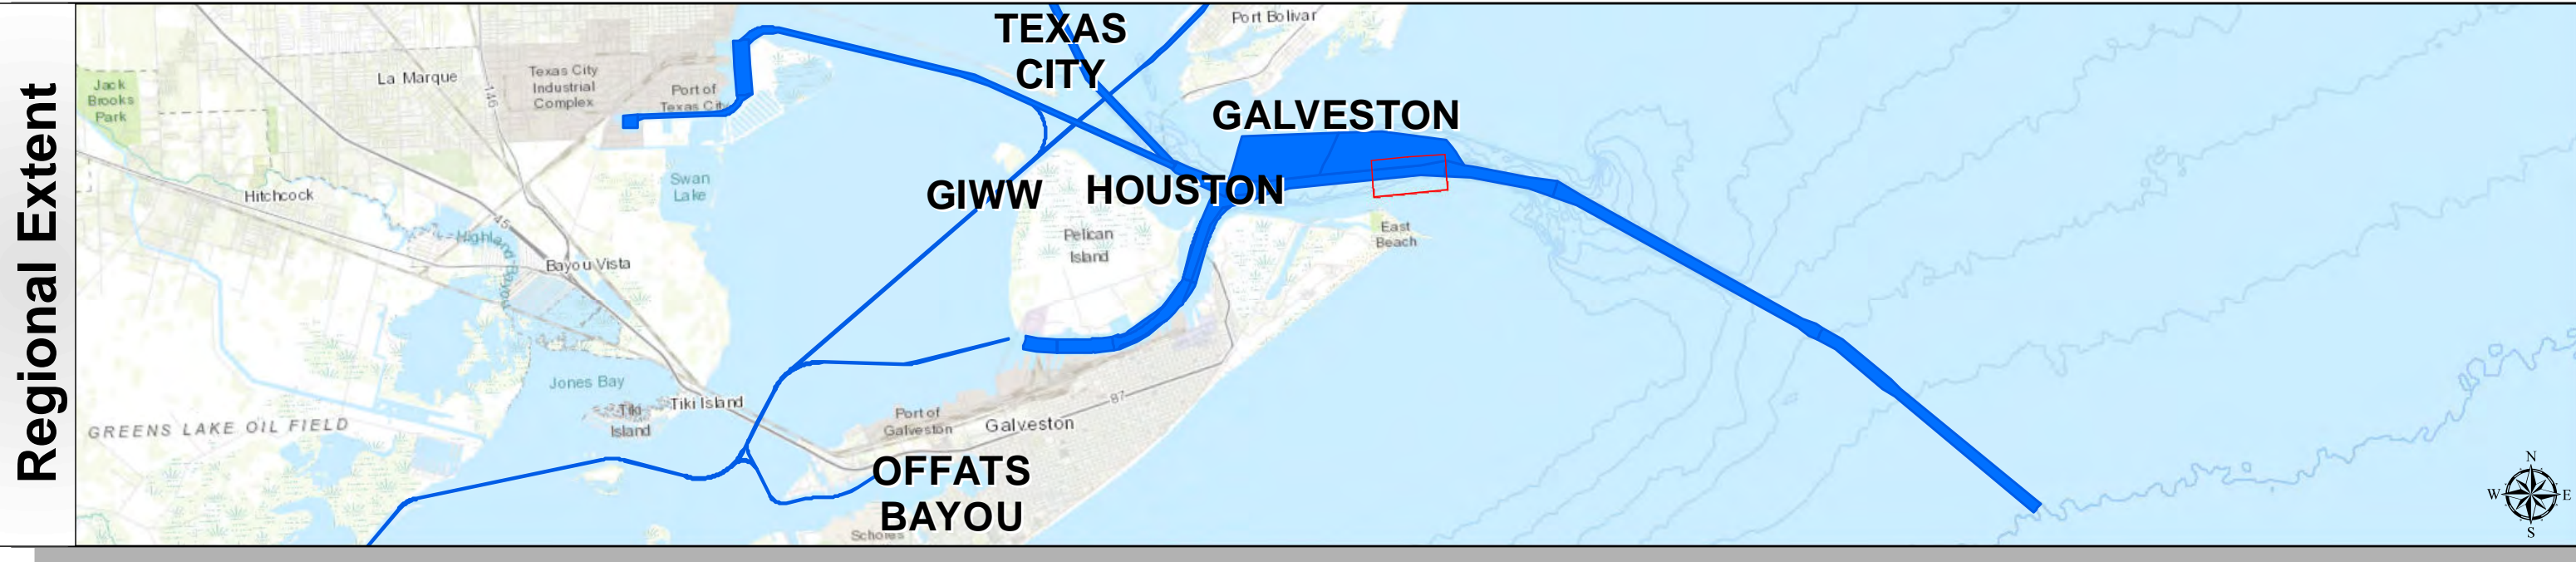 Regional Extent
TEXAS
CITY
Port Bolivar
La Marque
Texas City
Industrial
Complex
Jack
Brooks
Park
146
Port of
Texas City
GALVESTON
Swan
Lake
Hitchcock
GIWW
HOUSTON
45
Highland Bayou
Pelican
Island
East
Beach
Bayou Vista
Jones Bay
Tiki
Island
Tiki Island
87
Port of
Galveston
Galveston
GREENS LAKE OIL FIELD
OFFATS
BAYOU
N
W
E
S